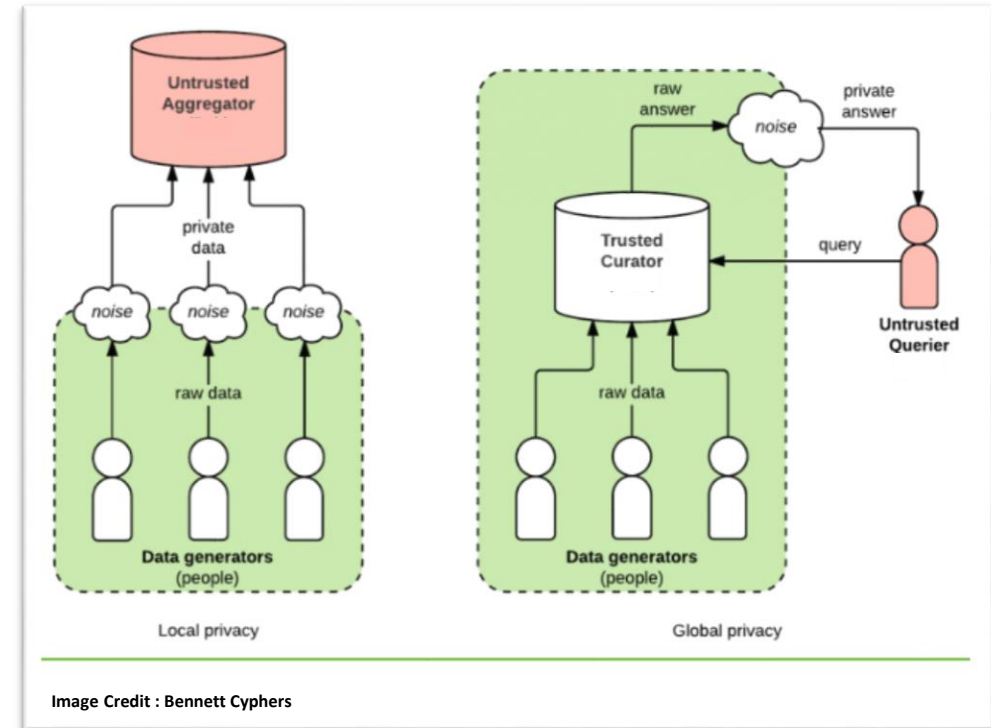 Untrusted
Aggregator
private
data
noise
noise
noise
raw data
Data generators
(people)
Local privacy
raw
answer
noise
private
answer
Trusted
Curator
query
Untrusted
Querier
raw data
Data generators
(people)
Global privacy
Image Credit : Bennett Cyphers